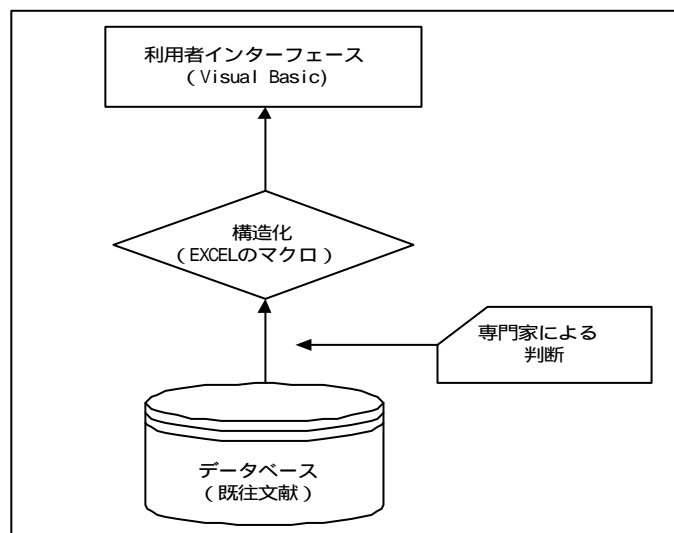 利用者インターフェース
(Visual Basic)
構造化
(EXCELのマクロ)
専門家による
判断
データベース
(既往文献)